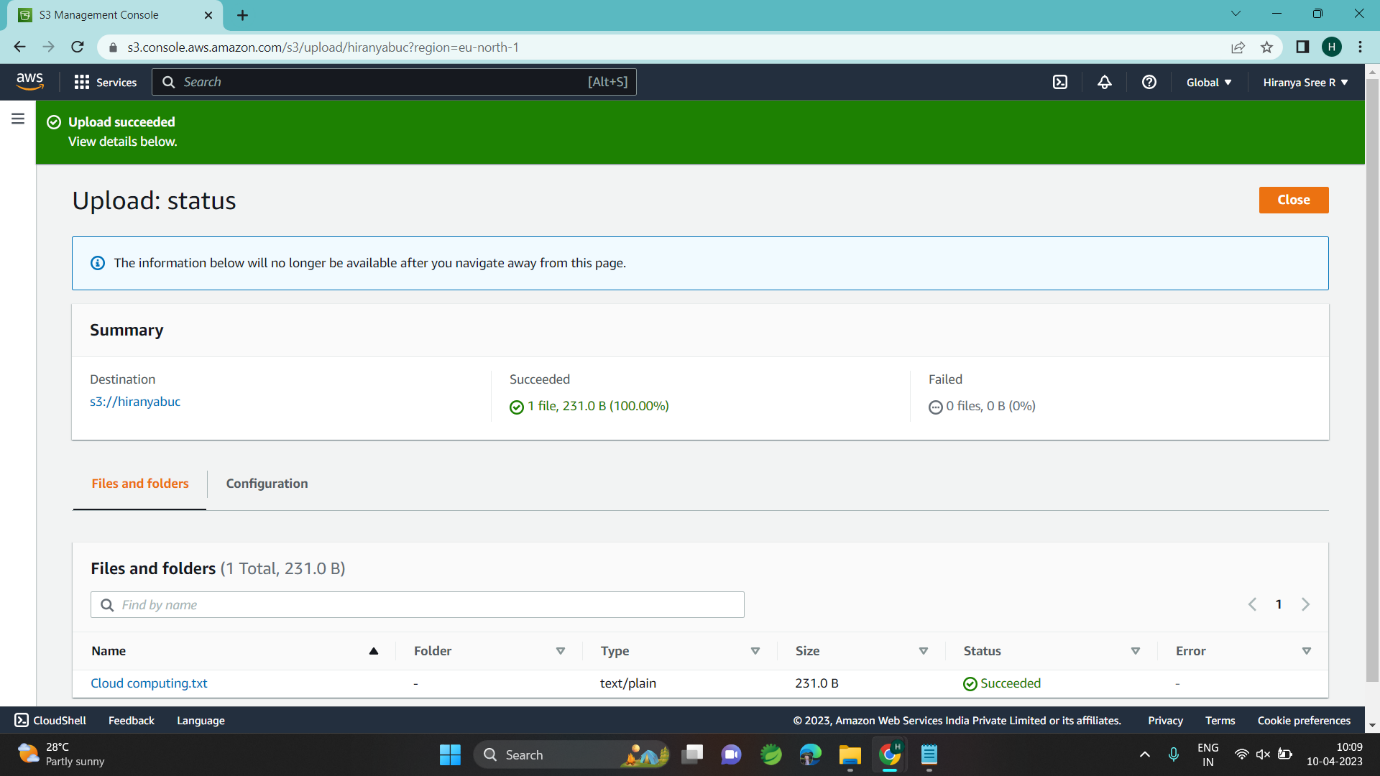 S3 Management Console
s3.console.aws.amazon.com/s3/upload/hiranyabuc?region=eu-north-1
H
aws
Services
Search
[Alt+S]
Global
Hiranya Sree R
Upload succeeded
View details below.
Upload: status
Close
The information below will no longer be available after you navigate away from this page.
Summary
Destination
Succeeded
Failed
s3://hiranyabuc
1 file, 231.0 B (100.00%)
0 files, 0 B (0%)
Files and folders
Configuration
Files and folders (1 Total, 231.0 B)
Find by name
1
Name
Folder
Type
Size
Status
Error
Cloud computing.txt
-
text/plain
231.0 B
Succeeded
-
CloudShell
Feedback
Language
© 2023, Amazon Web Services India Private Limited or its affiliates.
Privacy
Terms
Cookie preferences
28°C
Partly sunny
Search
H
ENG
IN
10:09
10-04-2023